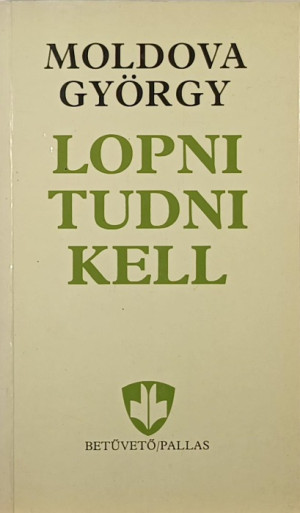 MOLDOVA
GYÖRGY
LOPNI
TUDNI
KELL
BETŰVETŐ/PALLAS